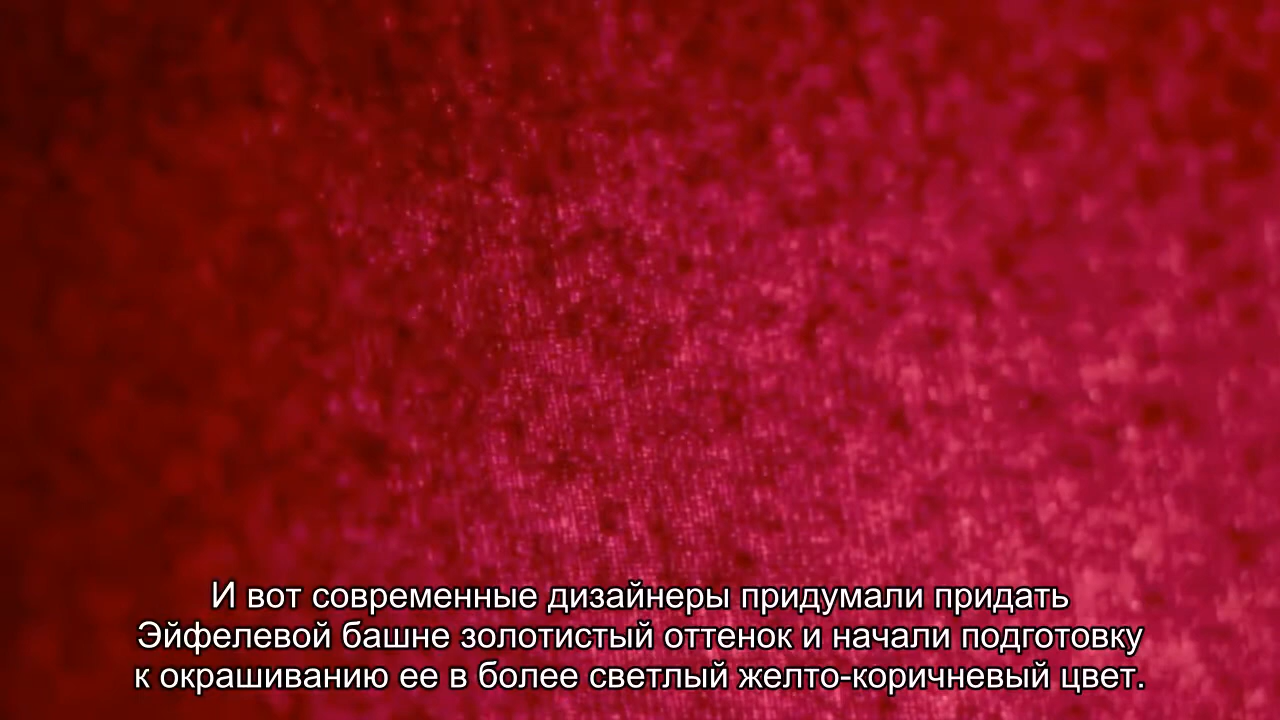 И вот современные дизайнеры придумали придать
Эйфелевой башне золотистый оттенок и начали подготовку
к окрашиванию ее в более светлый желто-коричневый цвет.